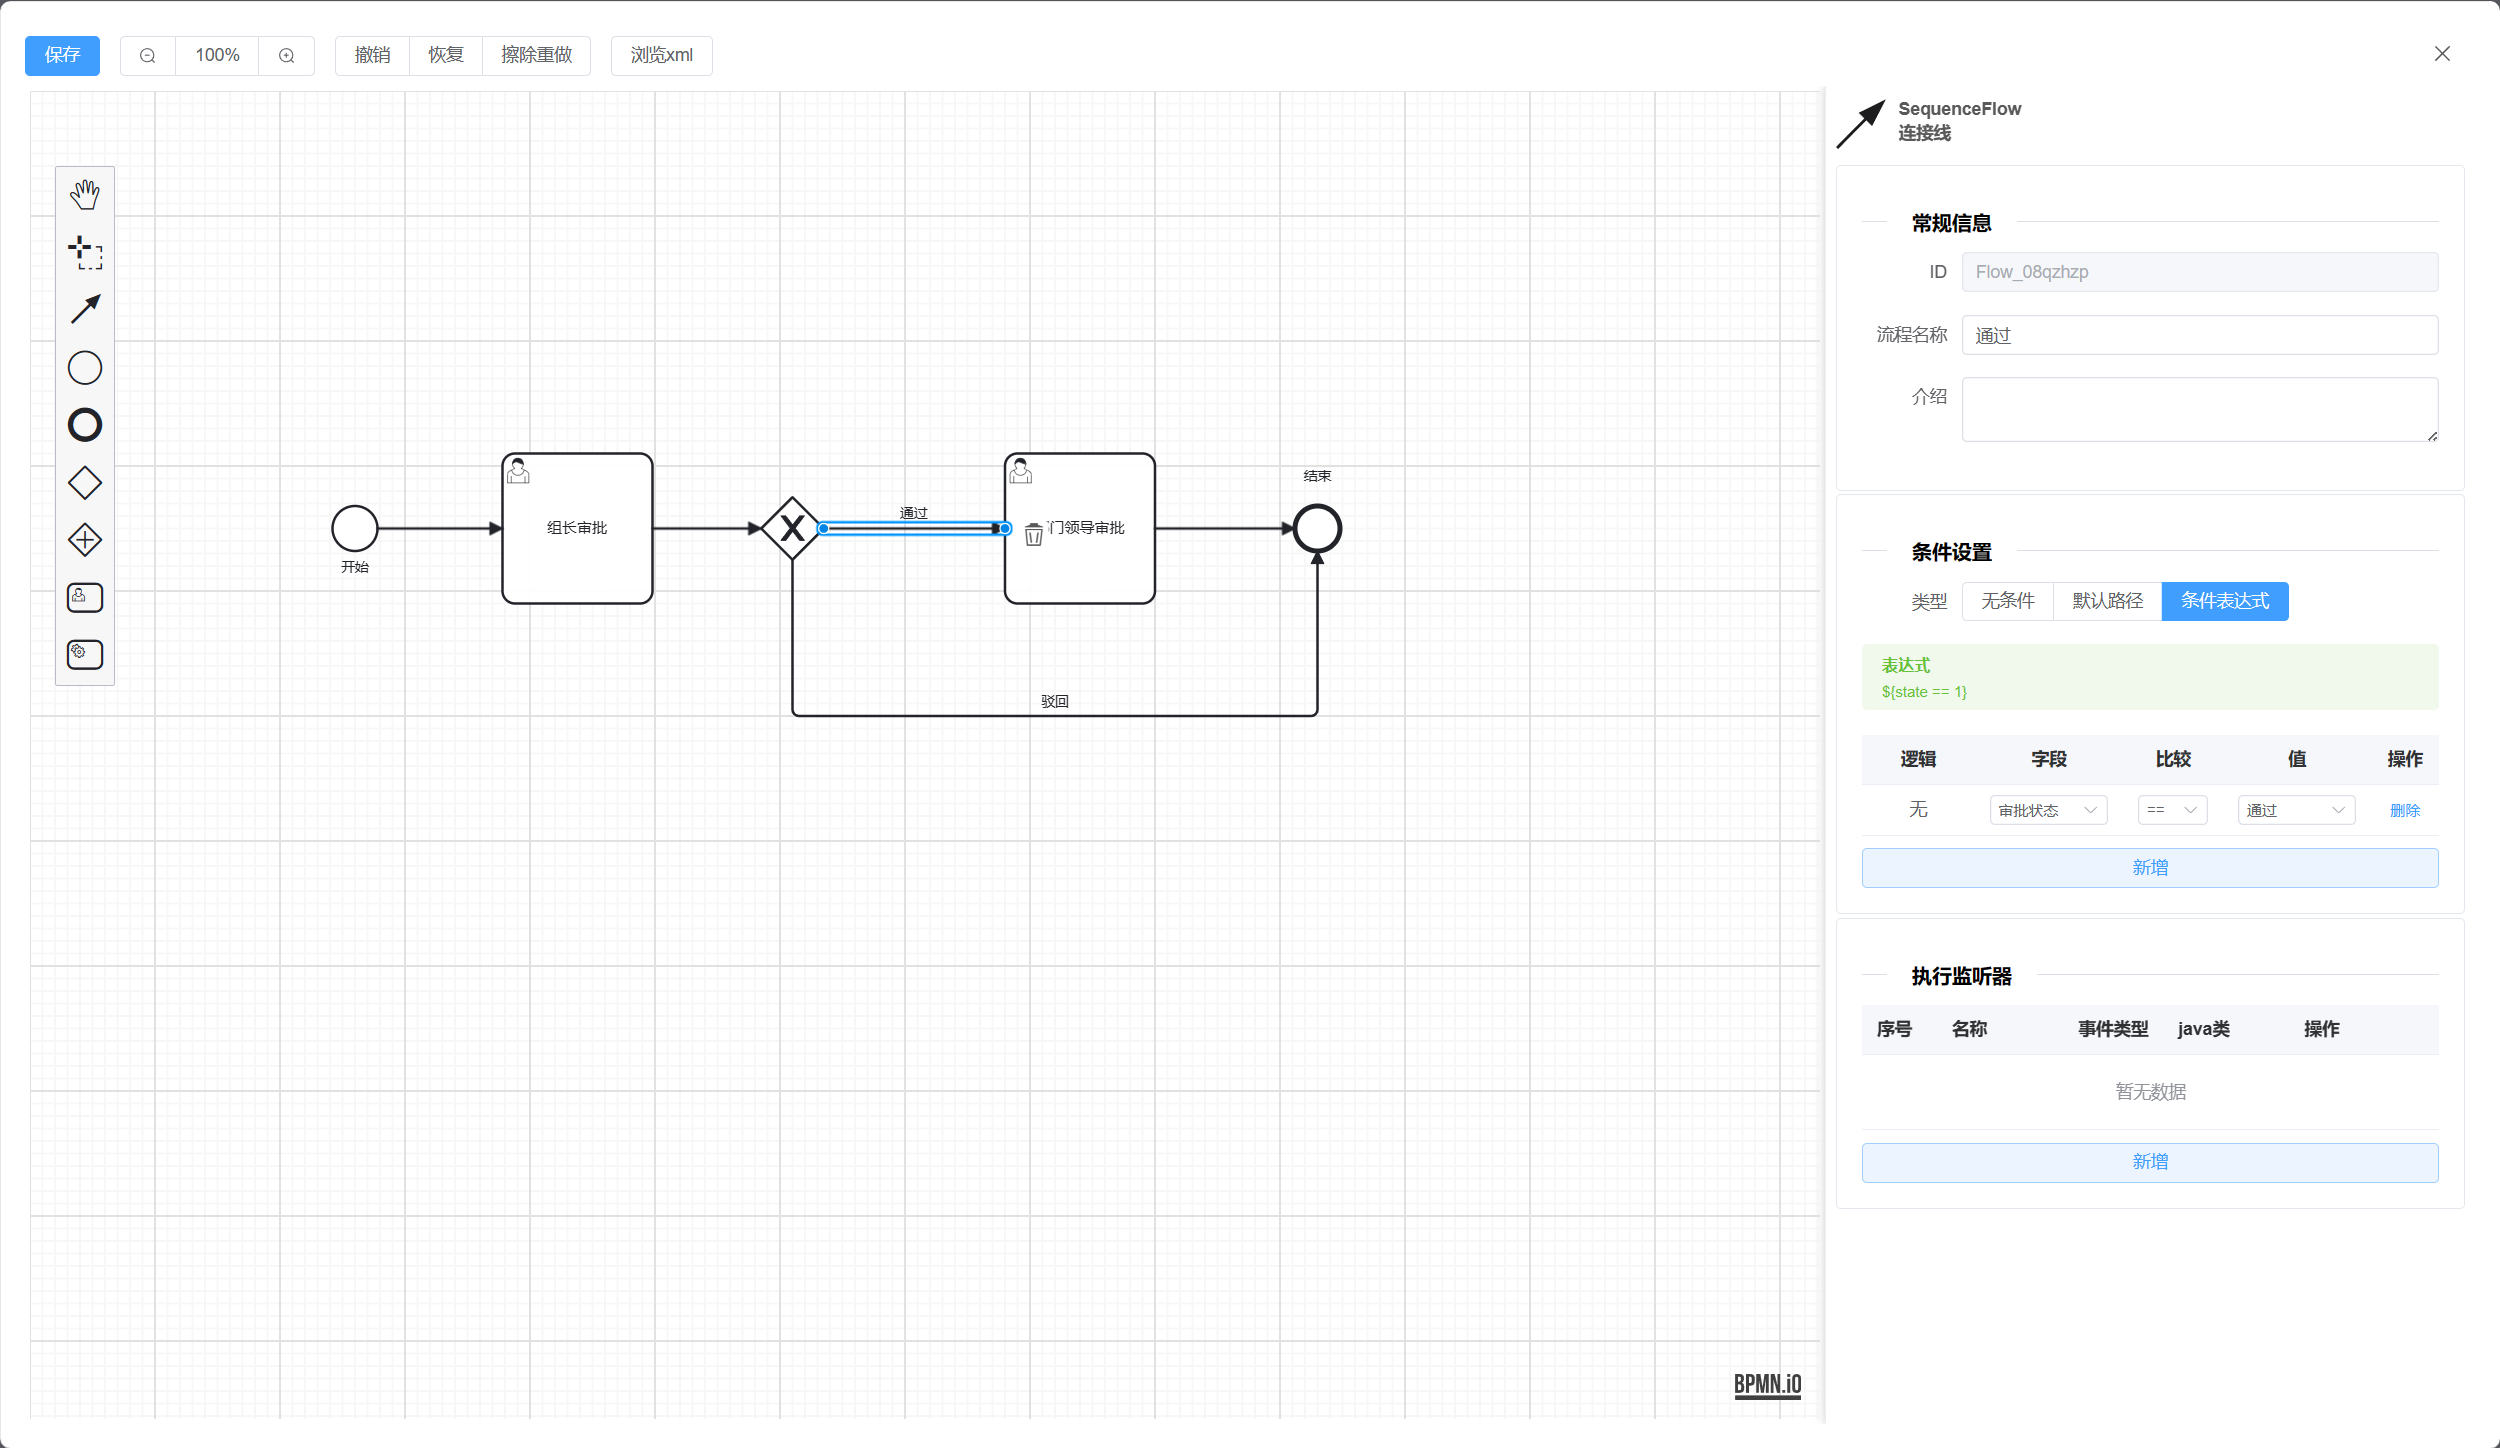 保存
100%
撤销
恢复
擦除重做
浏览xml
SequenceFlow
连接线
常规信息
ID
Flow_08qzhzp
流程名称
通过
介绍
开始
组长审批
通过
门领导审批
结束
驳回
条件设置
类型
无条件
默认路径
条件表达式
表达式
${state == 1}
逻辑 字段 比较 值 操作
无 审批状态 == 通过 删除
新增
执行监听器
序号 名称 事件类型 java类 操作
暂无数据
新增
BPMN.iO